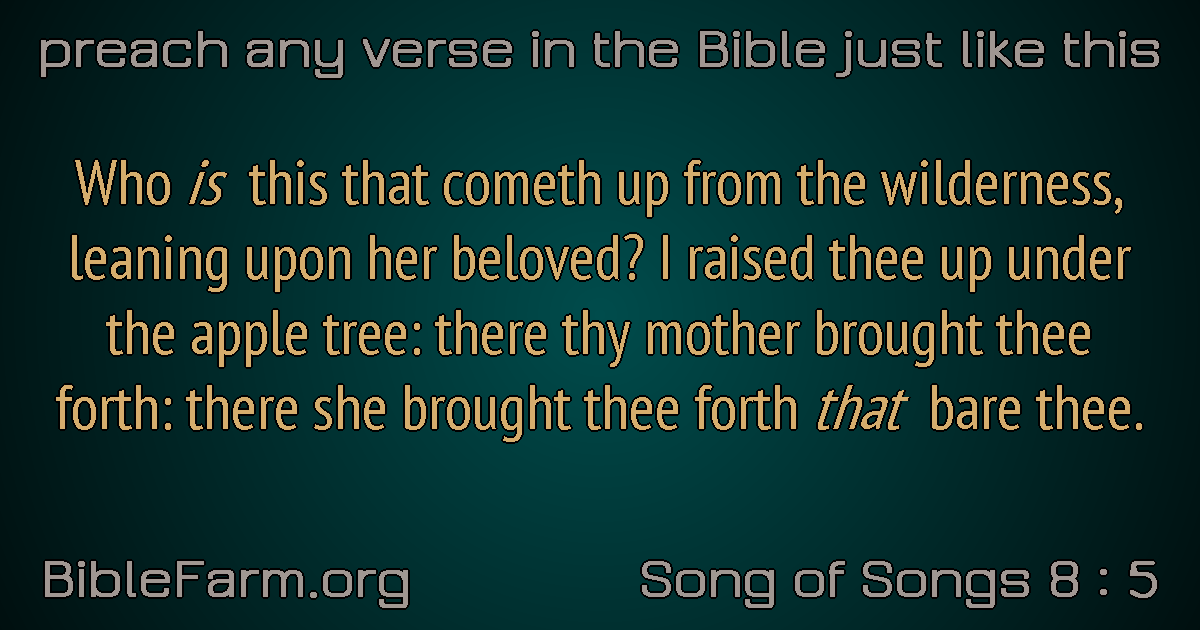 preach any verse in the Bible just like this
Who is this that cometh up from the wilderness,
leaning upon her beloved? I raised thee up under
the apple tree: there thy mother brought thee
forth: there she brought thee forth that bare thee.
BibleFarm.org
Song of Songs 8 : 5